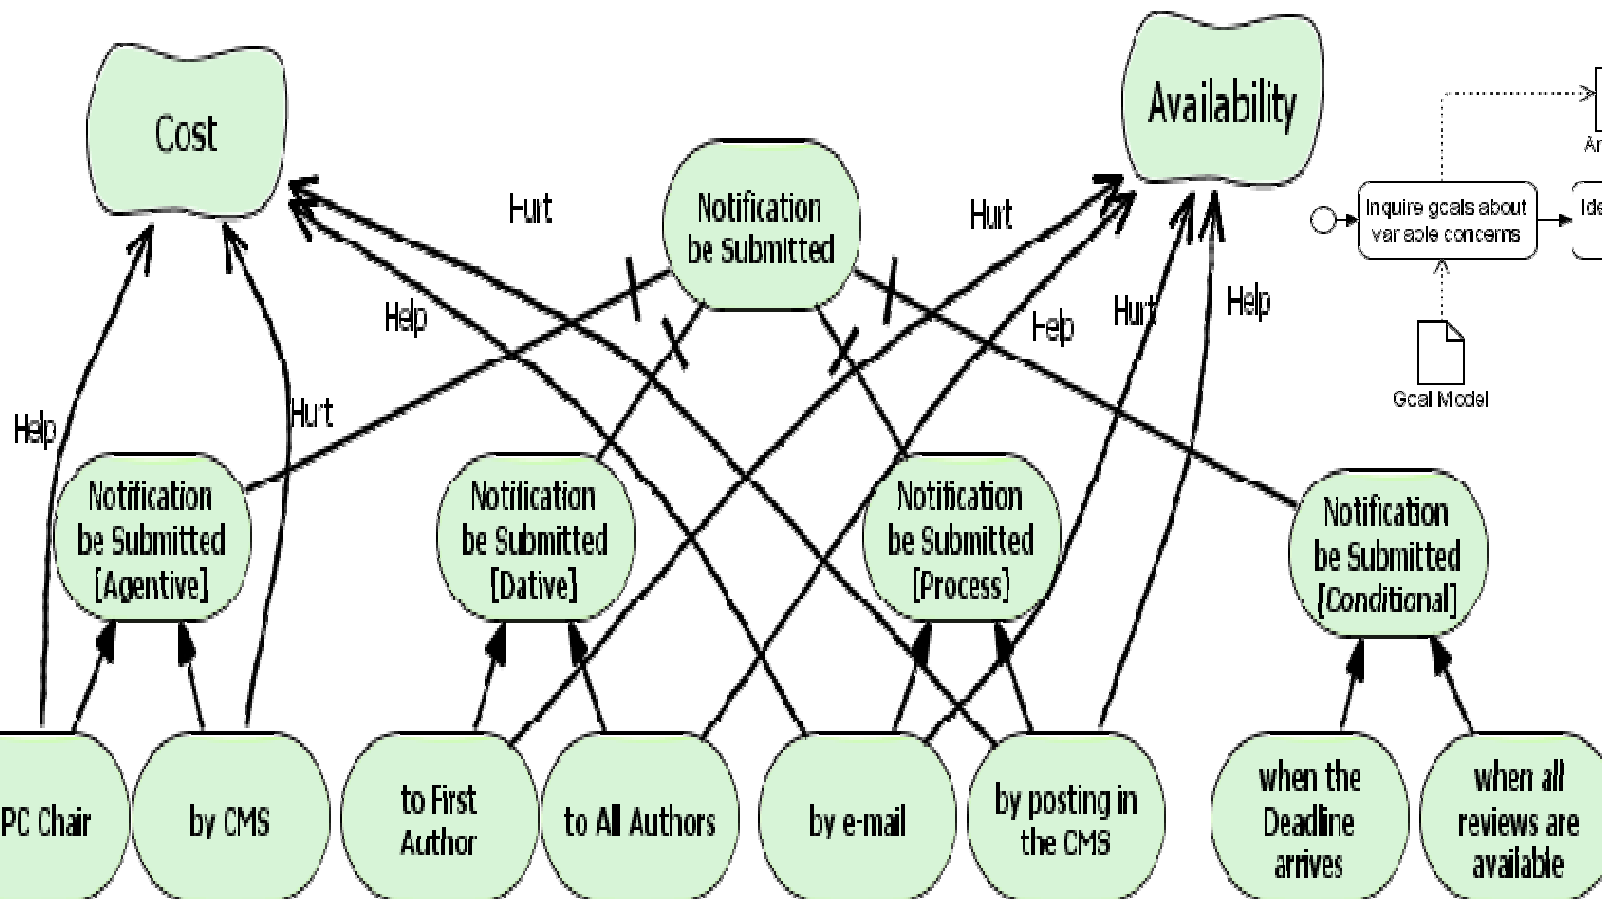 Cost
Availability
Notification
be Submitted
Hurt
Hurt
Help
Help
Hurt
Help
Help
Hurt
Inquire goals about
variable concerns
Ide
Ar
Goal Model
Notification
be Submitted
[Agentive]
Notification
be Submitted
[Dative]
Notification
be Submitted
[Process]
Notification
be Submitted
[Conditional]
PC Chair
by CMS
to First
Author
to All Authors
by e-mail
by posting in
the CMS
when the
Deadline
arrives
when all
reviews are
available